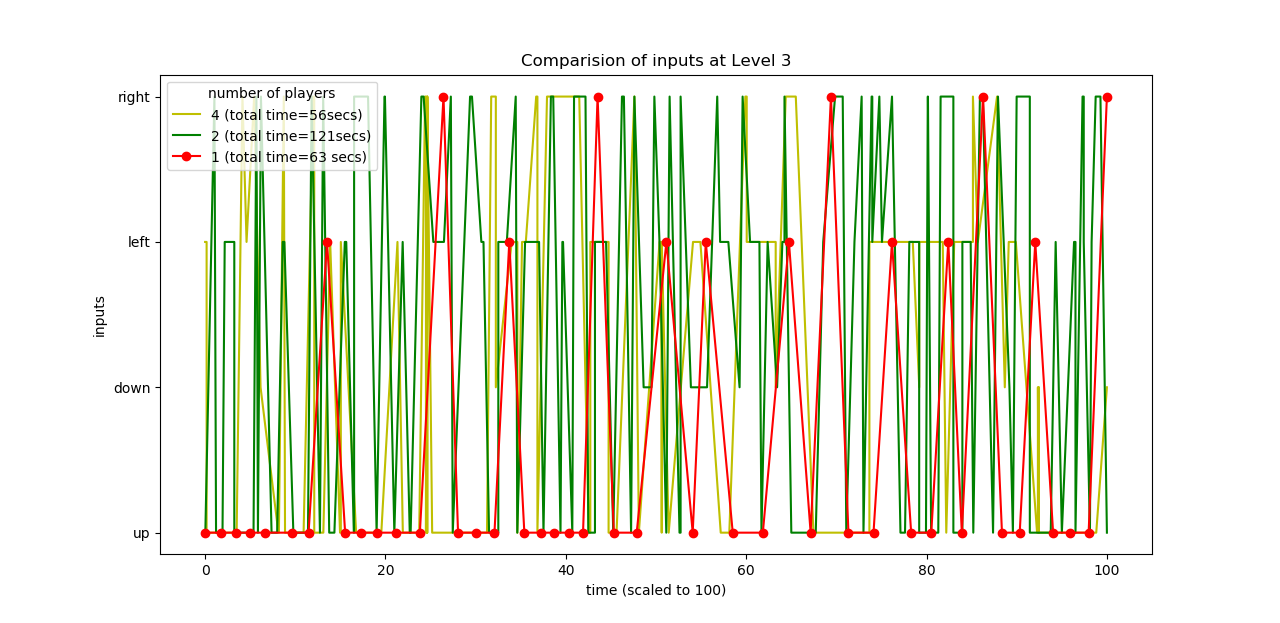 Comparision of inputs at Level 3
number of players
4 (total time=56secs)
2 (total time=121secs)
1 (total time=63 secs)
right
left
down
up
inputs
0 20 40 60 80 100
time (scaled to 100)